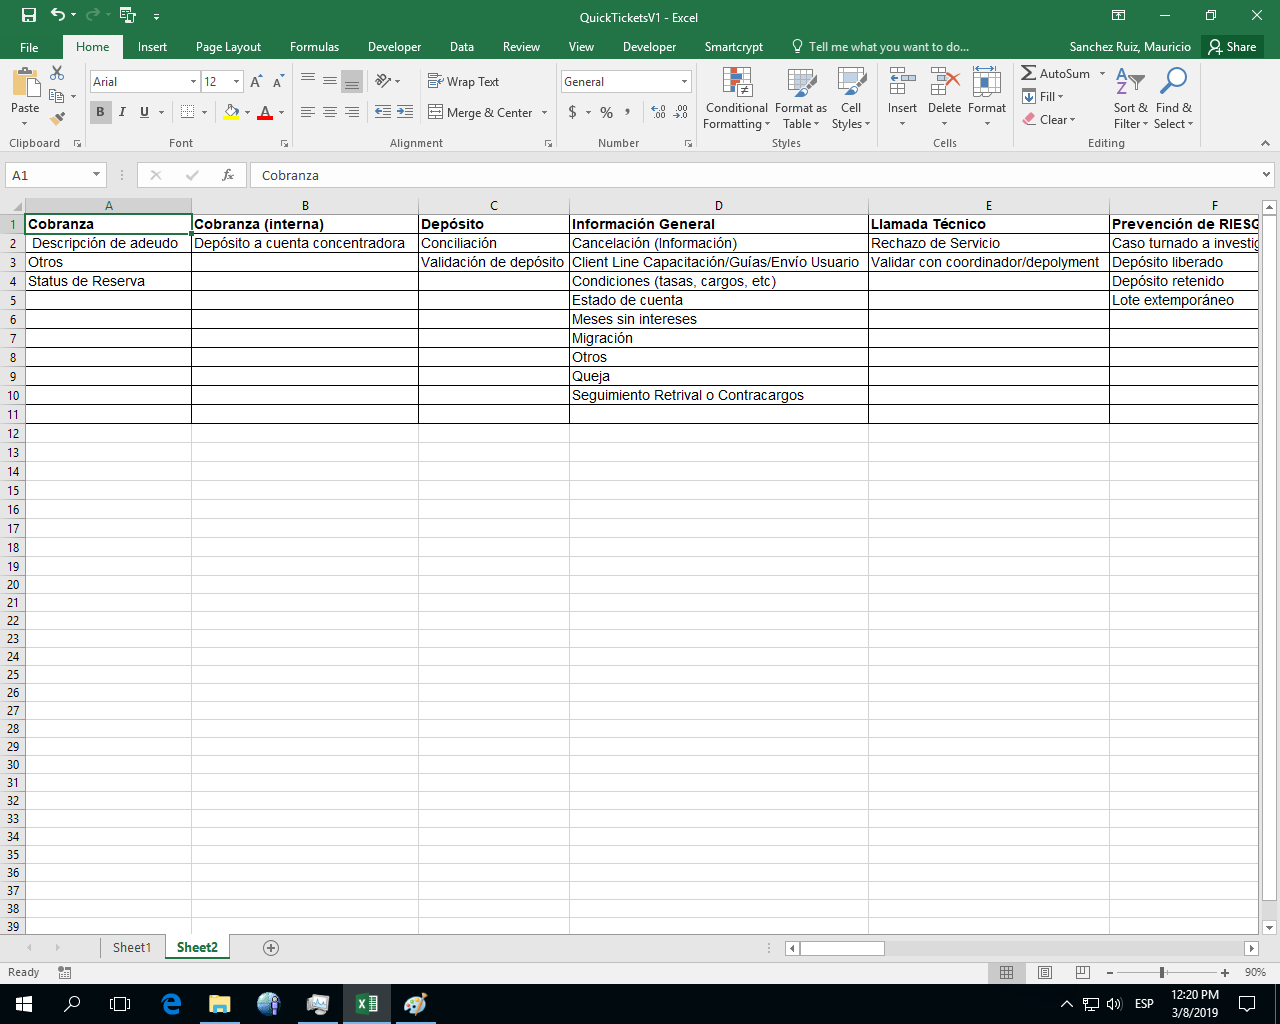 QuickTicketsV1 - Excel
File Home Insert Page Layout Formulas Developer Data Review View Developer Smartcrypt Tell me what you want to do... Sanchez Ruiz, Mauricio Share
Arial 12 Wrap Text General AutoSum
Paste Conditional Format as Cell Insert Delete Format Fill Sort & Find &
B I U A Merge & Center $ % , Formatting Table Styles Clear Filter Select
Clipboard Font Alignment Number Styles Cells Editing
A1 fx Cobranza
A B C D E F
1 Cobranza Cobranza (interna) Depósito Información General Llamada Técnico Prevención de RIESG
2 Descripción de adeudo Depósito a cuenta concentradora Conciliación Cancelación (Información) Rechazo de Servicio Caso turnado a investig
3 Otros Validación de depósito Client Line Capacitación/Guías/Envío Usuario Validar con coordinador/depolyment Depósito liberado
4 Status de Reserva Condiciones (tasas, cargos, etc) Depósito retenido
5 Estado de cuenta Lote extemporáneo
6 Meses sin intereses
7 Migración
8 Otros
9 Queja
10 Seguimiento Retrival o Contracargos
11
12
13
14
15
16
17
18
19
20
21
22
23
24
25
26
27
28
29
30
31
32
33
34
35
36
37
38
39
Sheet1 Sheet2
Ready 90%
ESP 12:20 PM
3/8/2019